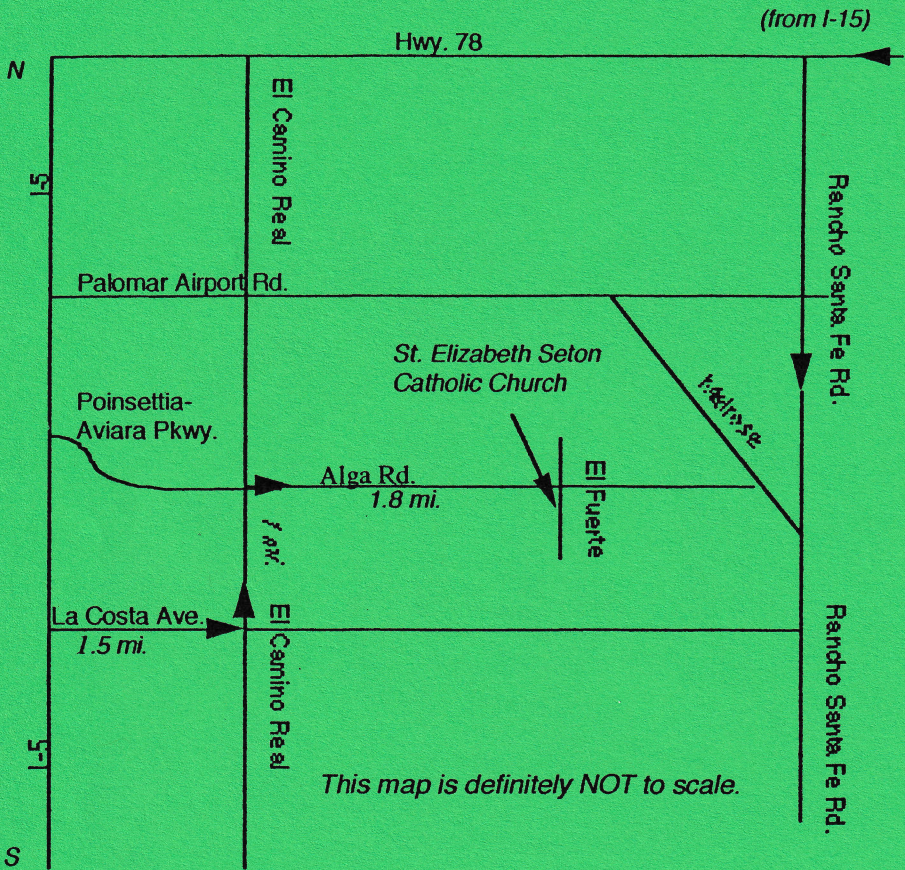 (from I-15)
Hwy. 78
N
El Camino Real
I-5
Rancho Santa Fe Rd.
Palomar Airport Rd.
St. Elizabeth Seton
Catholic Church
Melrose
Poinsettia-
Aviara Pkwy.
Alga Rd.
1.8 mi.
El Fuerte
La Costa Ave.
1.5 mi.
El Camino Real
Rancho Santa Fe Rd.
I-5
This map is definitely NOT to scale.
S